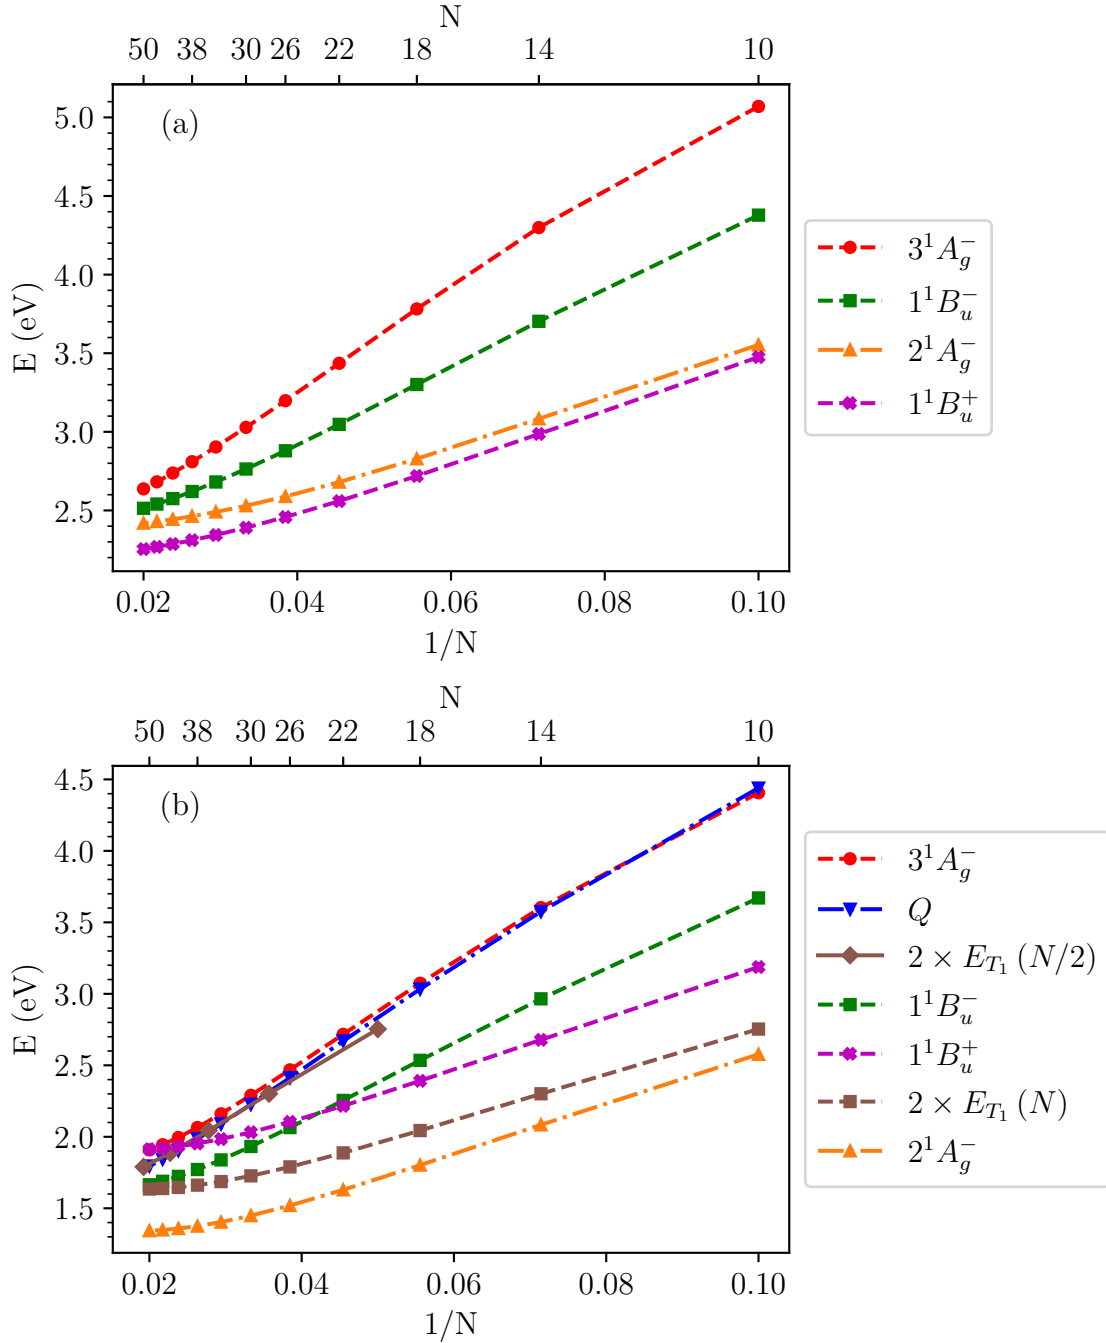 N
50 38 30 26 22 18 14 10
(a)
5.0
4.5
4.0
3.5
3.0
2.5
E (eV)
0.02 0.04 0.06 0.08 0.10
1/N
3¹A_g⁻
1¹B_u⁻
2¹A_g⁻
1¹B_u⁺
N
50 38 30 26 22 18 14 10
(b)
4.5
4.0
3.5
3.0
2.5
2.0
1.5
E (eV)
0.02 0.04 0.06 0.08 0.10
1/N
3¹A_g⁻
Q
2 × E_{T₁} (N/2)
1¹B_u⁻
1¹B_u⁺
2 × E_{T₁} (N)
2¹A_g⁻